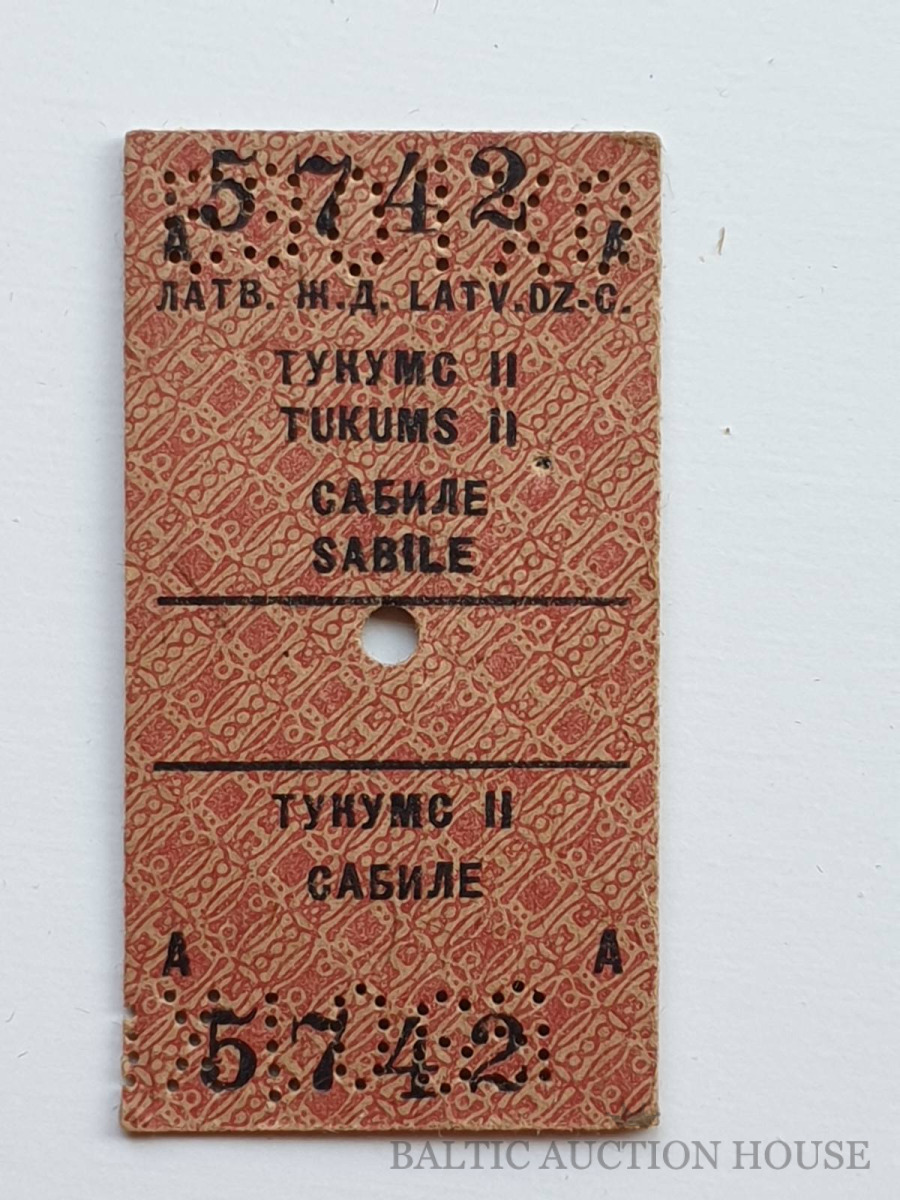 5742
А А
ЛАТВ. Ж.Д. LATV.DZ-C.
ТУКУМС II
TUKUMS II
САБИЛЕ
SABILE
ТУКУМС II
САБИЛЕ
А А
5742
BALTIC AUCTION HOUSE